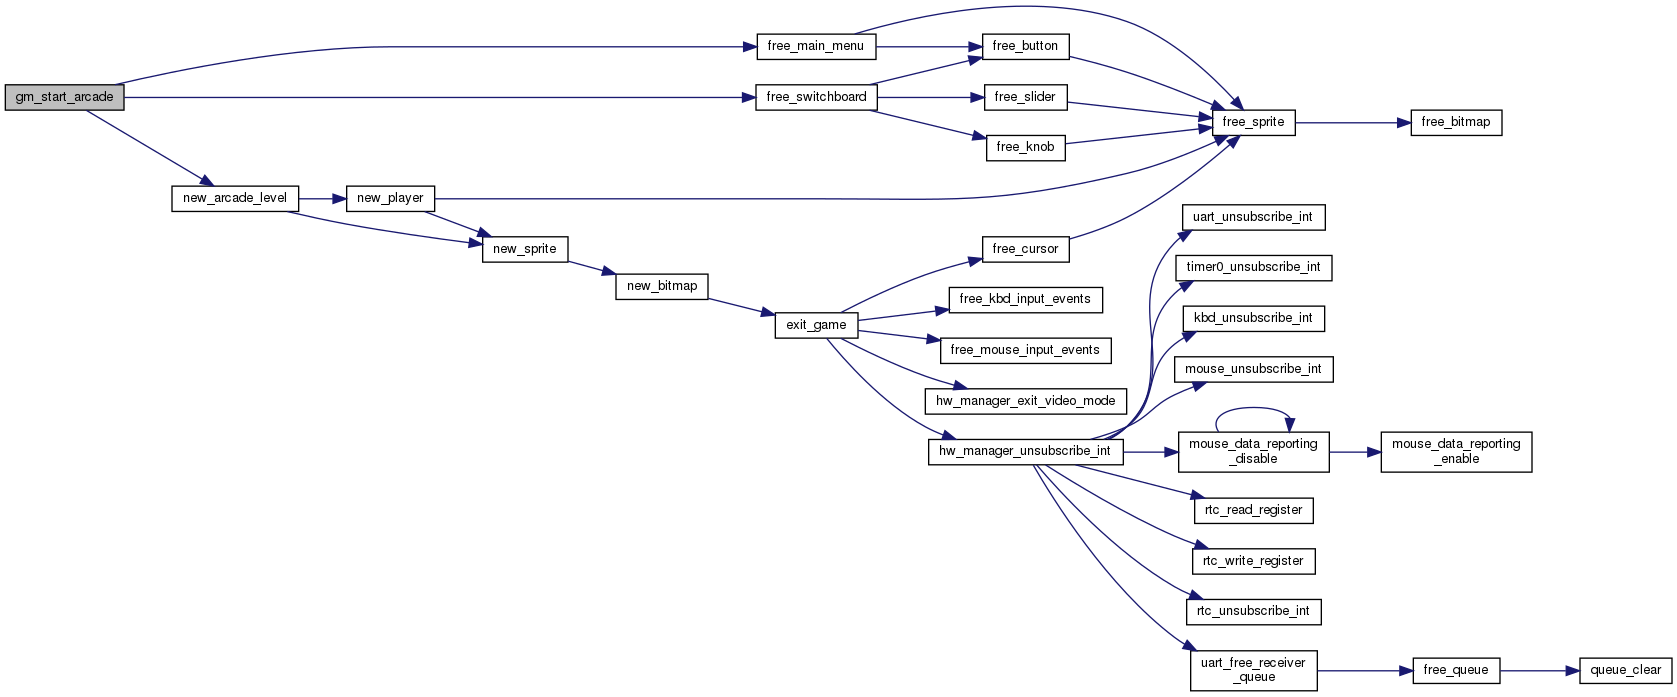 gm_start_arcade
free_main_menu
free_switchboard
new_arcade_level
new_player
new_sprite
new_bitmap
exit_game
free_button
free_slider
free_knob
free_sprite
free_bitmap
free_cursor
free_kbd_input_events
free_mouse_input_events
hw_manager_exit_video_mode
hw_manager_unsubscribe_int
uart_unsubscribe_int
timer0_unsubscribe_int
kbd_unsubscribe_int
mouse_unsubscribe_int
mouse_data_reporting
_disable
mouse_data_reporting
_enable
rtc_read_register
rtc_write_register
rtc_unsubscribe_int
uart_free_receiver
_queue
free_queue
queue_clear